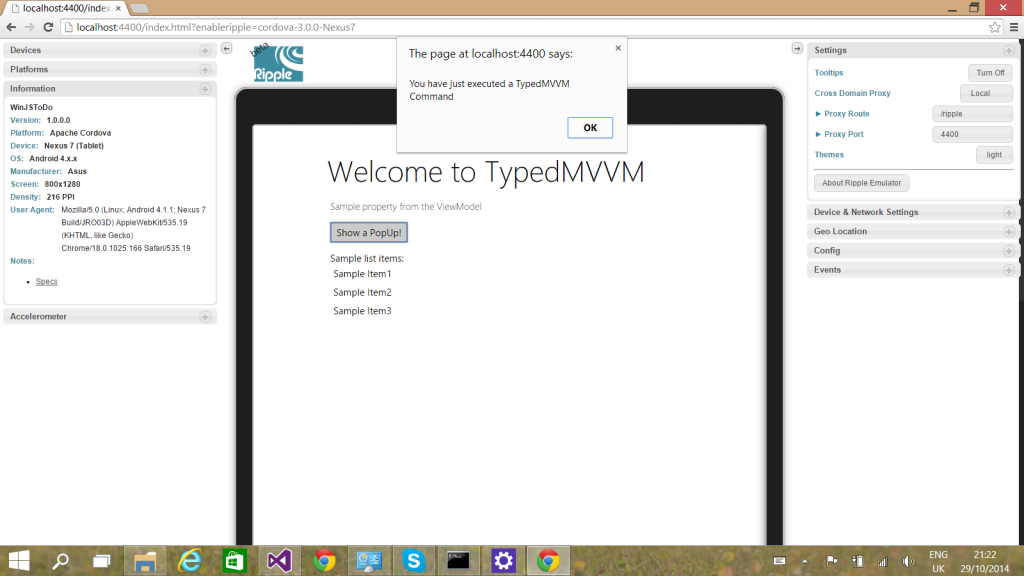 localhost:4400/index
localhost:4400/index.html?enableripple=cordova-3.0.0-Nexus7
Devices
Platforms
Information
WinJSToDo
Version: 1.0.0.0
Platform: Apache Cordova
Device: Nexus 7 (Tablet)
OS: Android 4.x.x
Manufacturer: Asus
Screen: 800x1280
Density: 216 PPI
User Agent: Mozilla/5.0 (Linux; Android 4.1.1; Nexus 7
Build/JRO03D) AppleWebKit/535.19
(KHTML, like Gecko)
Chrome/18.0.1025.166 Safari/535.19
Notes:
Specs
Accelerometer
beta
Ripple
The page at localhost:4400 says:
You have just executed a TypedMVVM
Command
OK
Welcome to TypedMVVM
Sample property from the ViewModel
Show a PopUp!
Sample list items:
Sample Item1
Sample Item2
Sample Item3
Settings
Tooltips Turn Off
Cross Domain Proxy Local
Proxy Route /ripple
Proxy Port 4400
Themes light
About Ripple Emulator
Device & Network Settings
Geo Location
Config
Events
ENG 21:22
UK 29/10/2014